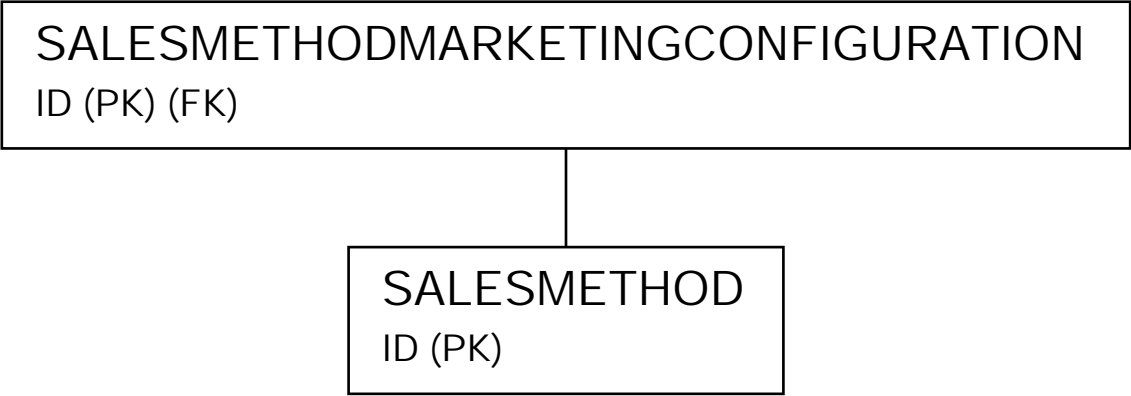 SALESMETHODMARKETINGCONFIGURATION
ID (PK) (FK)
SALESMETHOD
ID (PK)